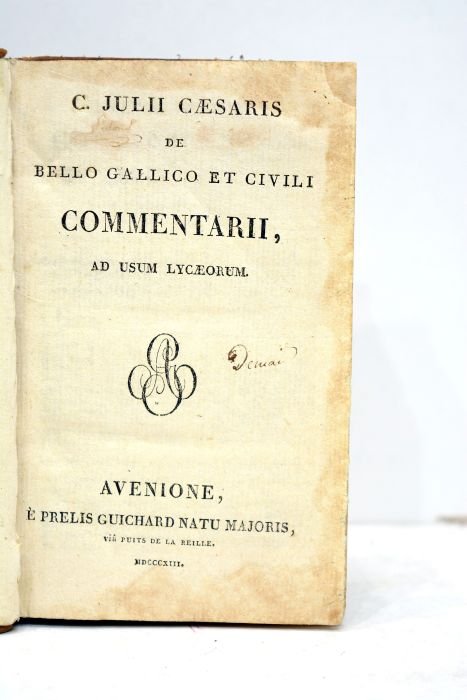 C. JULII CÆSARIS
DE
BELLO GALLICO ET CIVILI
COMMENTARII,
AD USUM LYCÆORUM.
Demais
AVENIONE,
È PRELIS GUICHARD NATU MAJORIS,
viâ PUITS DE LA REILLE.
MDCCCXIII.